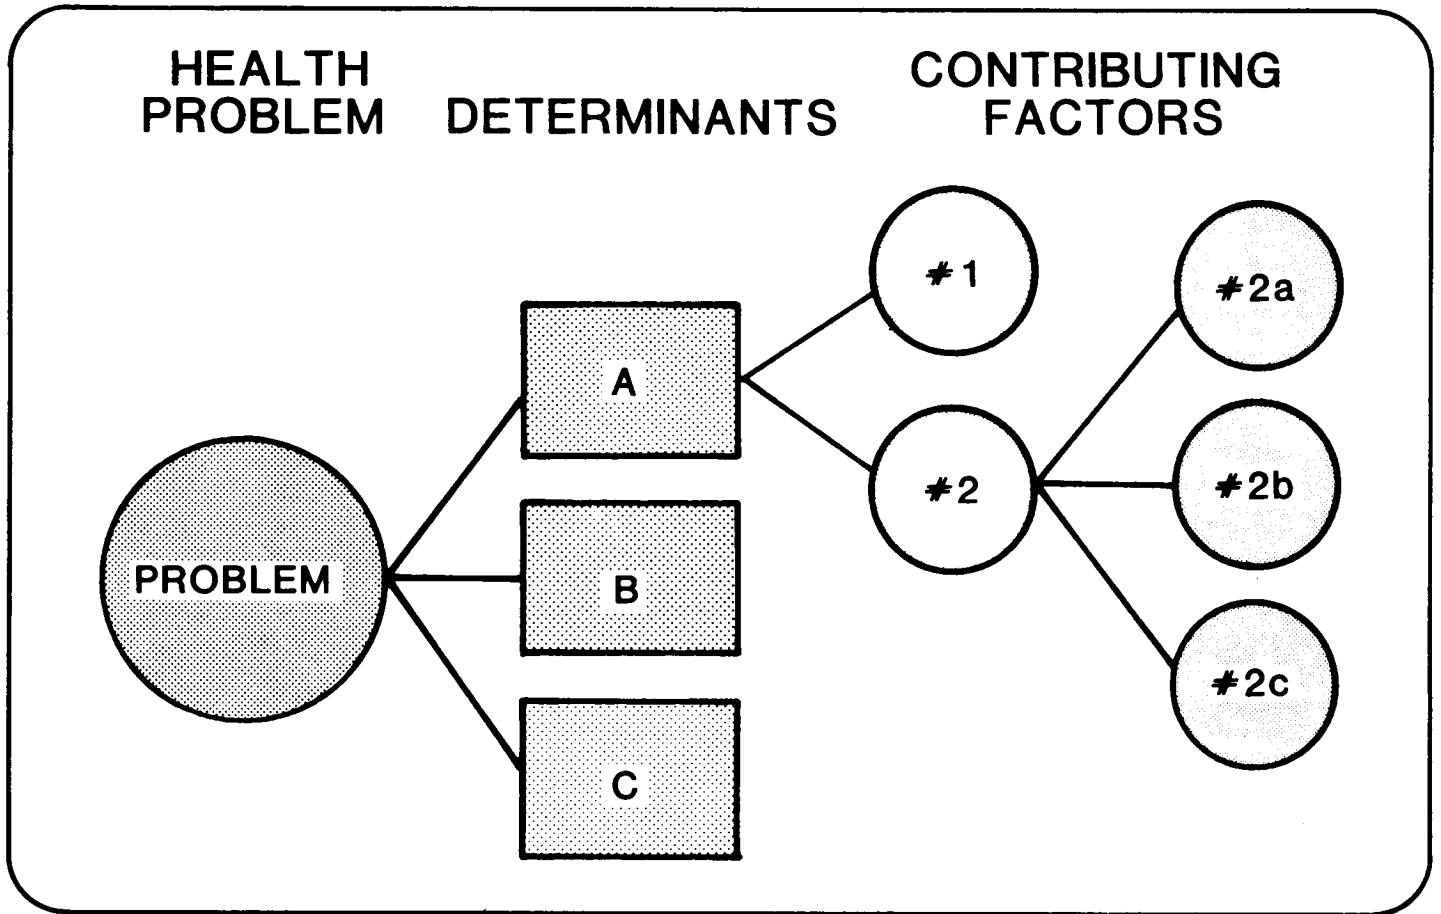 HEALTH
PROBLEM
DETERMINANTS
CONTRIBUTING
FACTORS
#1
#2a
A
#2
#2b
PROBLEM
B
#2c
C